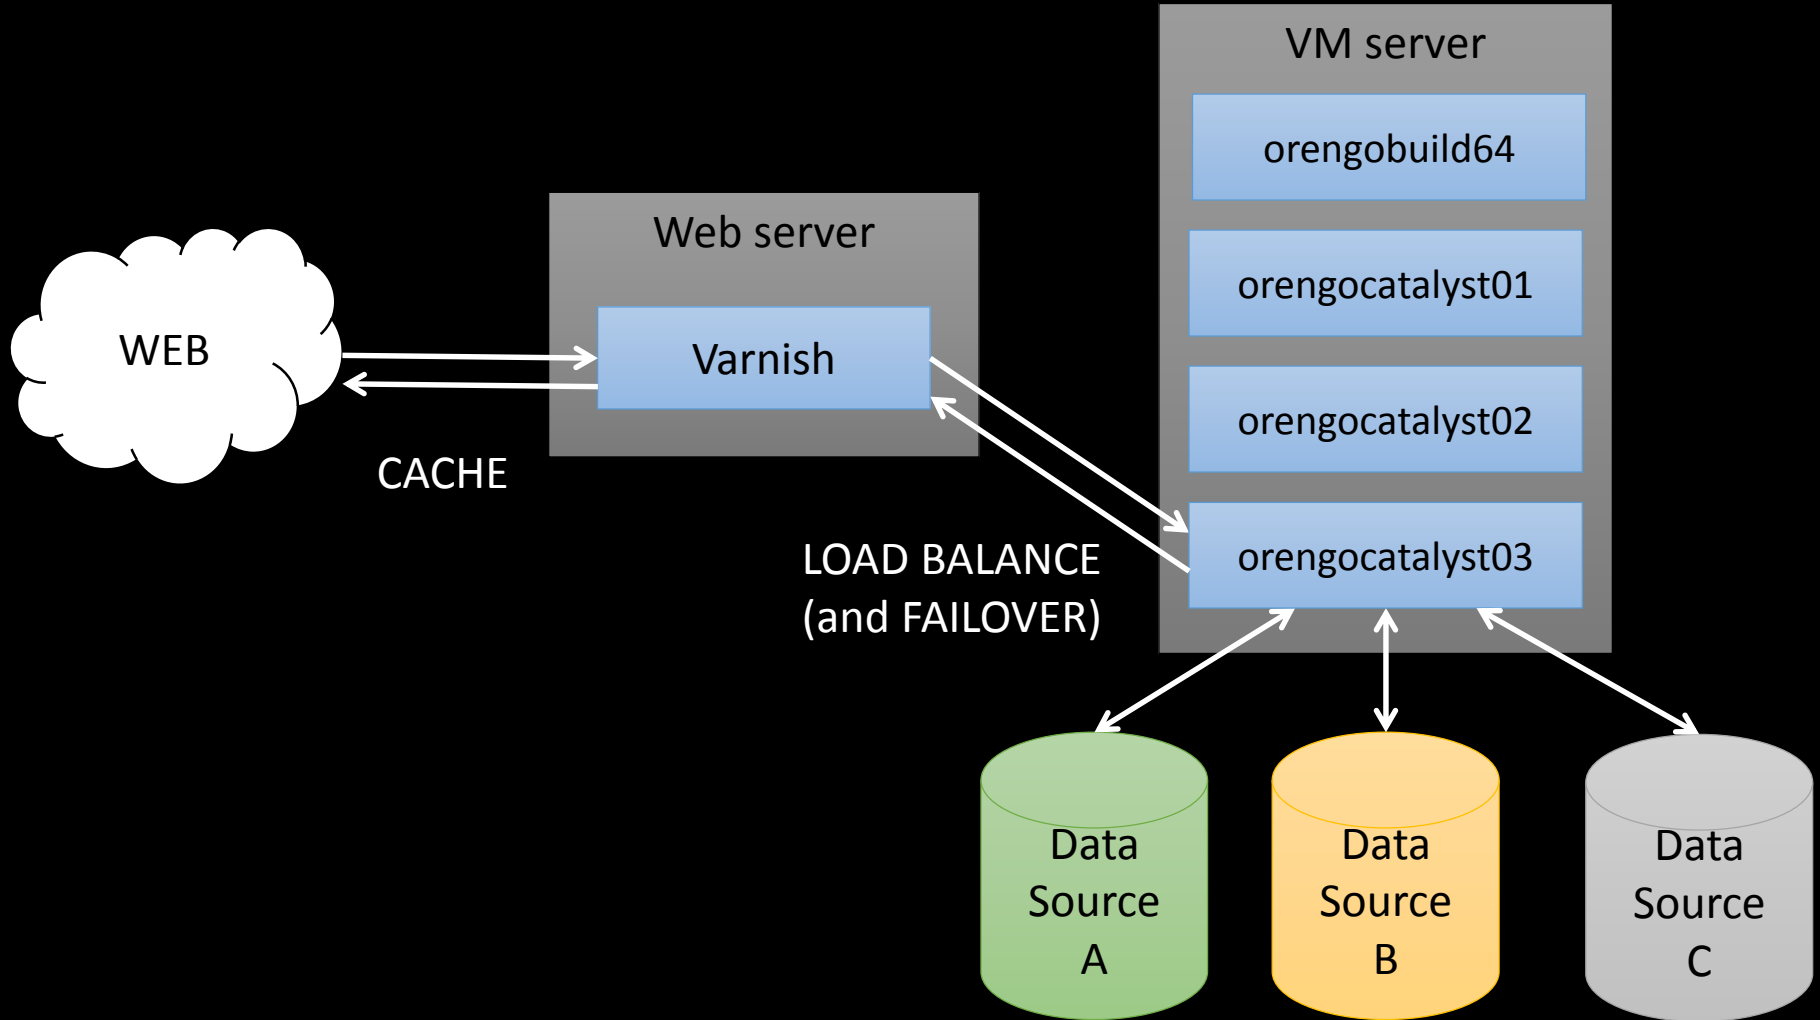 WEB
CACHE
Web server
Varnish
LOAD BALANCE
(and FAILOVER)
VM server
orengobuild64
orengocatalyst01
orengocatalyst02
orengocatalyst03
Data
Source
A
Data
Source
B
Data
Source
C